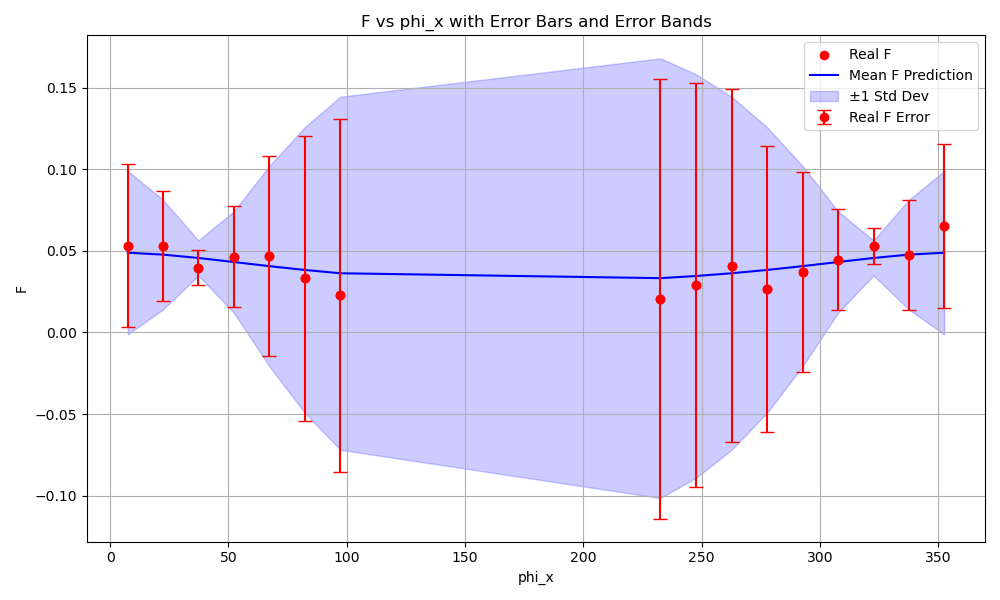 F vs phi_x with Error Bars and Error Bands
Real F
Mean F Prediction
±1 Std Dev
Real F Error
0.15
0.10
0.05
0.00
−0.05
−0.10
F
0
50
100
150
200
250
300
350
phi_x